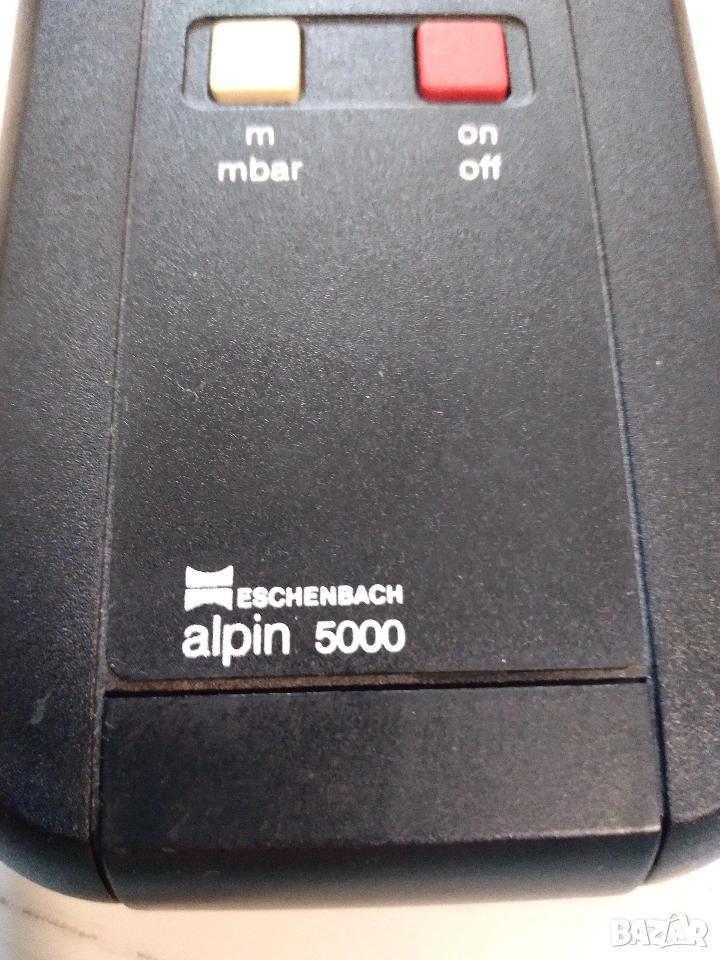 m
mbar
on
off
ESCHENBACH
alpin 5000
BAZAR